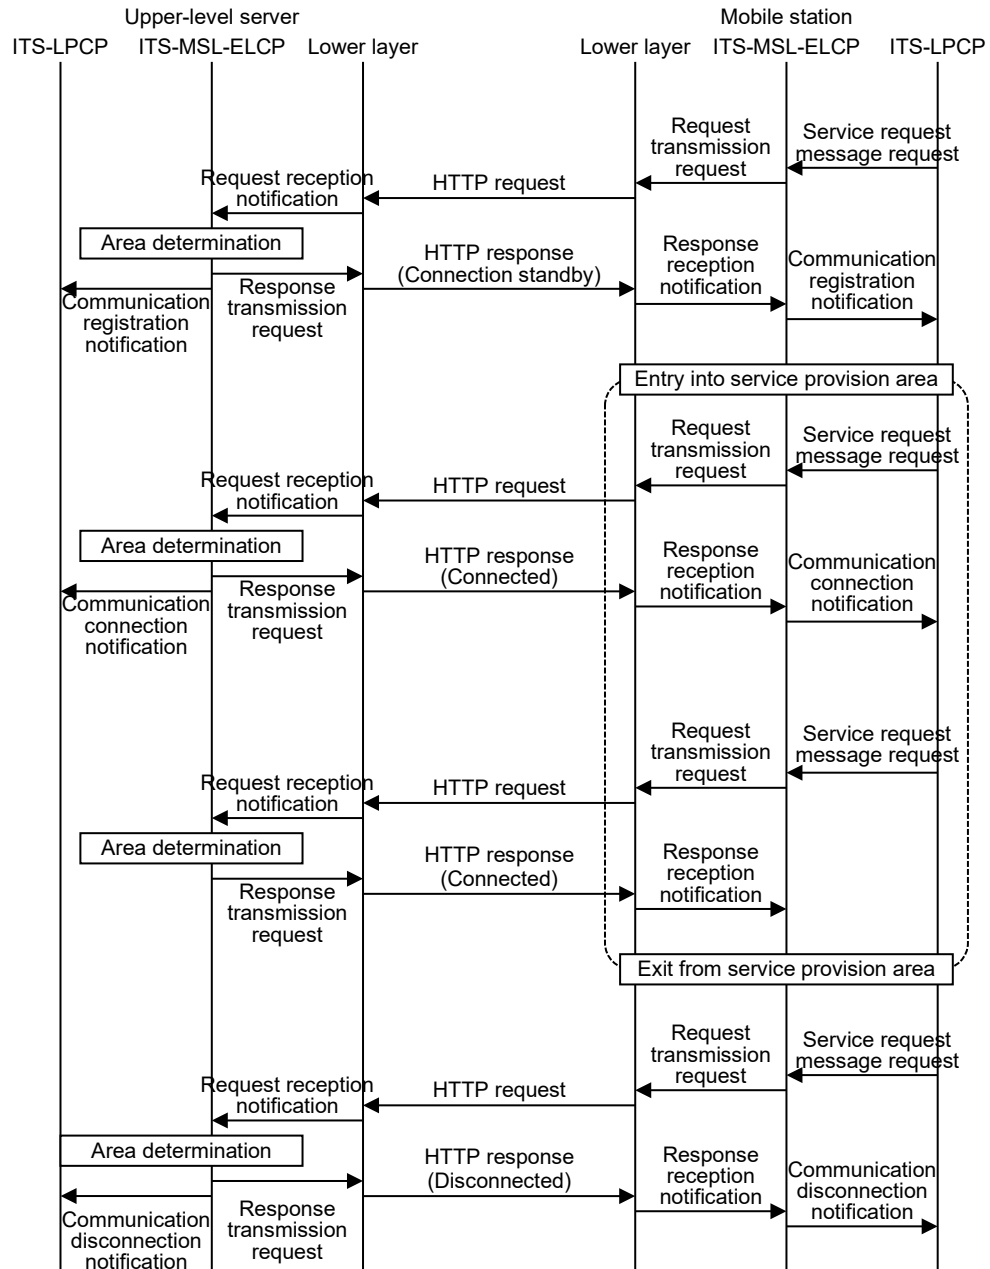 Upper-level server
Mobile station
ITS-LPCP
ITS-MSL-ELCP
Lower layer
Lower layer
ITS-MSL-ELCP
ITS-LPCP
Service request
message request
Request
transmission
request
HTTP request
Request reception
notification
Area determination
Response
transmission
request
Communication
registration
notification
HTTP response
(Connection standby)
Response
reception
notification
Communication
registration
notification
Entry into service provision area
Service request
message request
Request
transmission
request
HTTP request
Request reception
notification
Area determination
Response
transmission
request
Communication
connection
notification
HTTP response
(Connected)
Response
reception
notification
Communication
connection
notification
Service request
message request
Request
transmission
request
HTTP request
Request reception
notification
Area determination
Response
transmission
request
HTTP response
(Connected)
Response
reception
notification
Exit from service provision area
Service request
message request
Request
transmission
request
HTTP request
Request reception
notification
Area determination
Response
transmission
request
Communication
disconnection
notification
HTTP response
(Disconnected)
Response
reception
notification
Communication
disconnection
notification